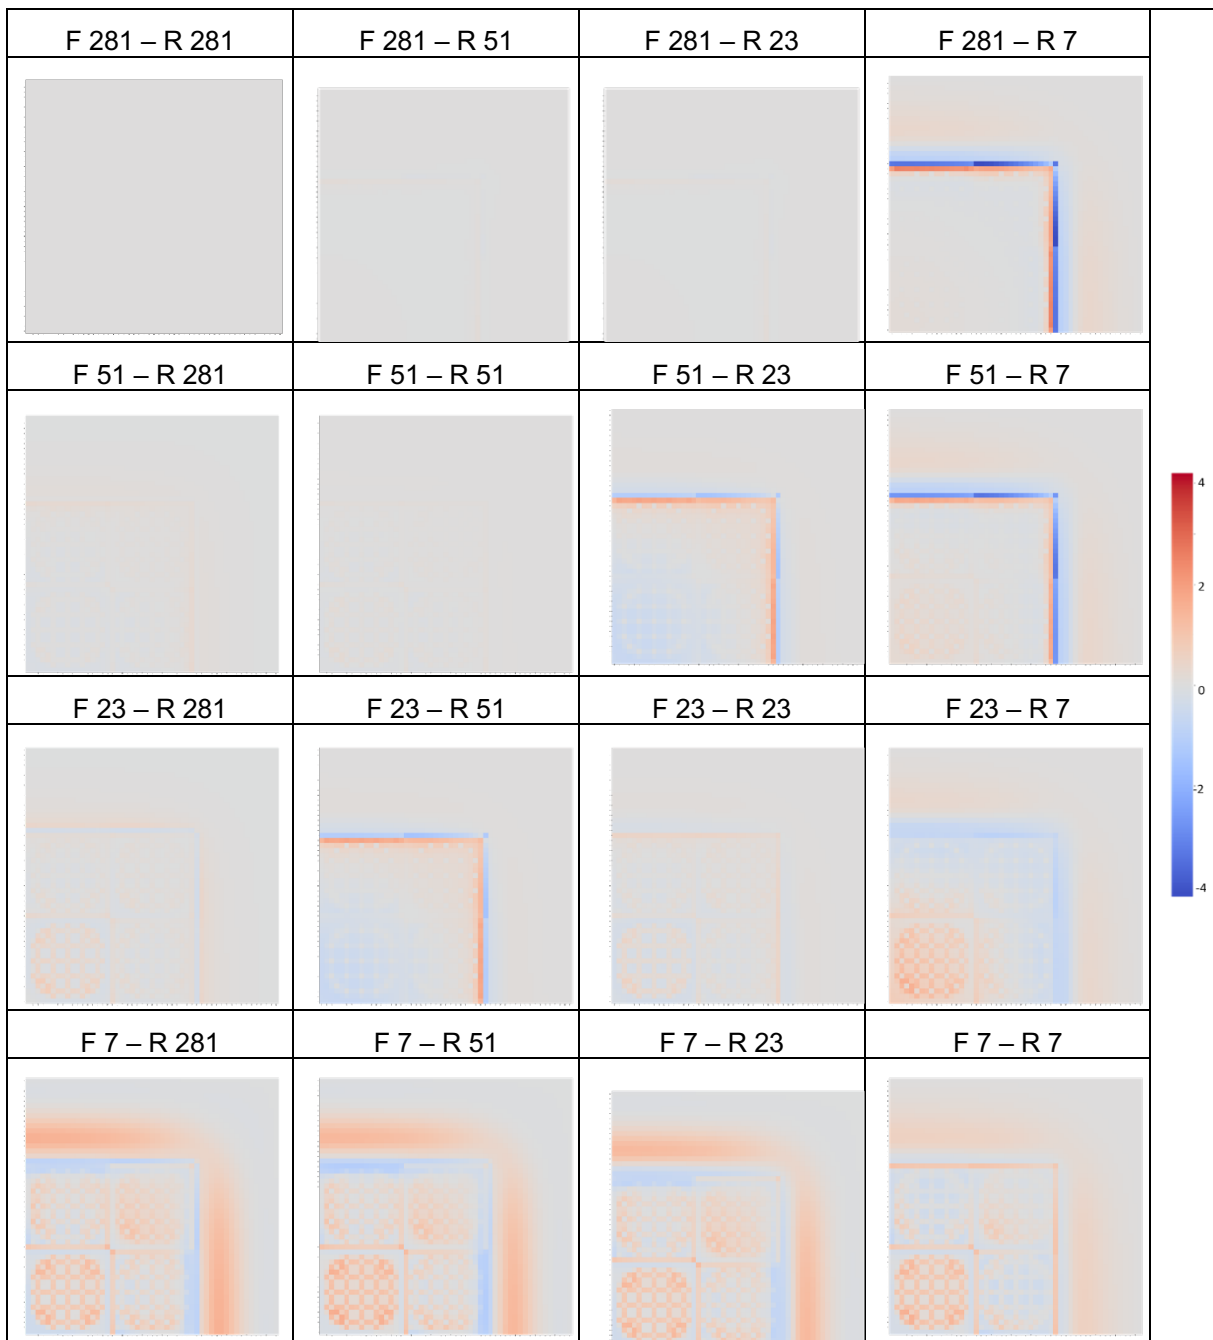 F 281 – R 281 F 281 – R 51 F 281 – R 23 F 281 – R 7
F 51 – R 281 F 51 – R 51 F 51 – R 23 F 51 – R 7
4
2
0
-2
-4
F 23 – R 281 F 23 – R 51 F 23 – R 23 F 23 – R 7
F 7 – R 281 F 7 – R 51 F 7 – R 23 F 7 – R 7